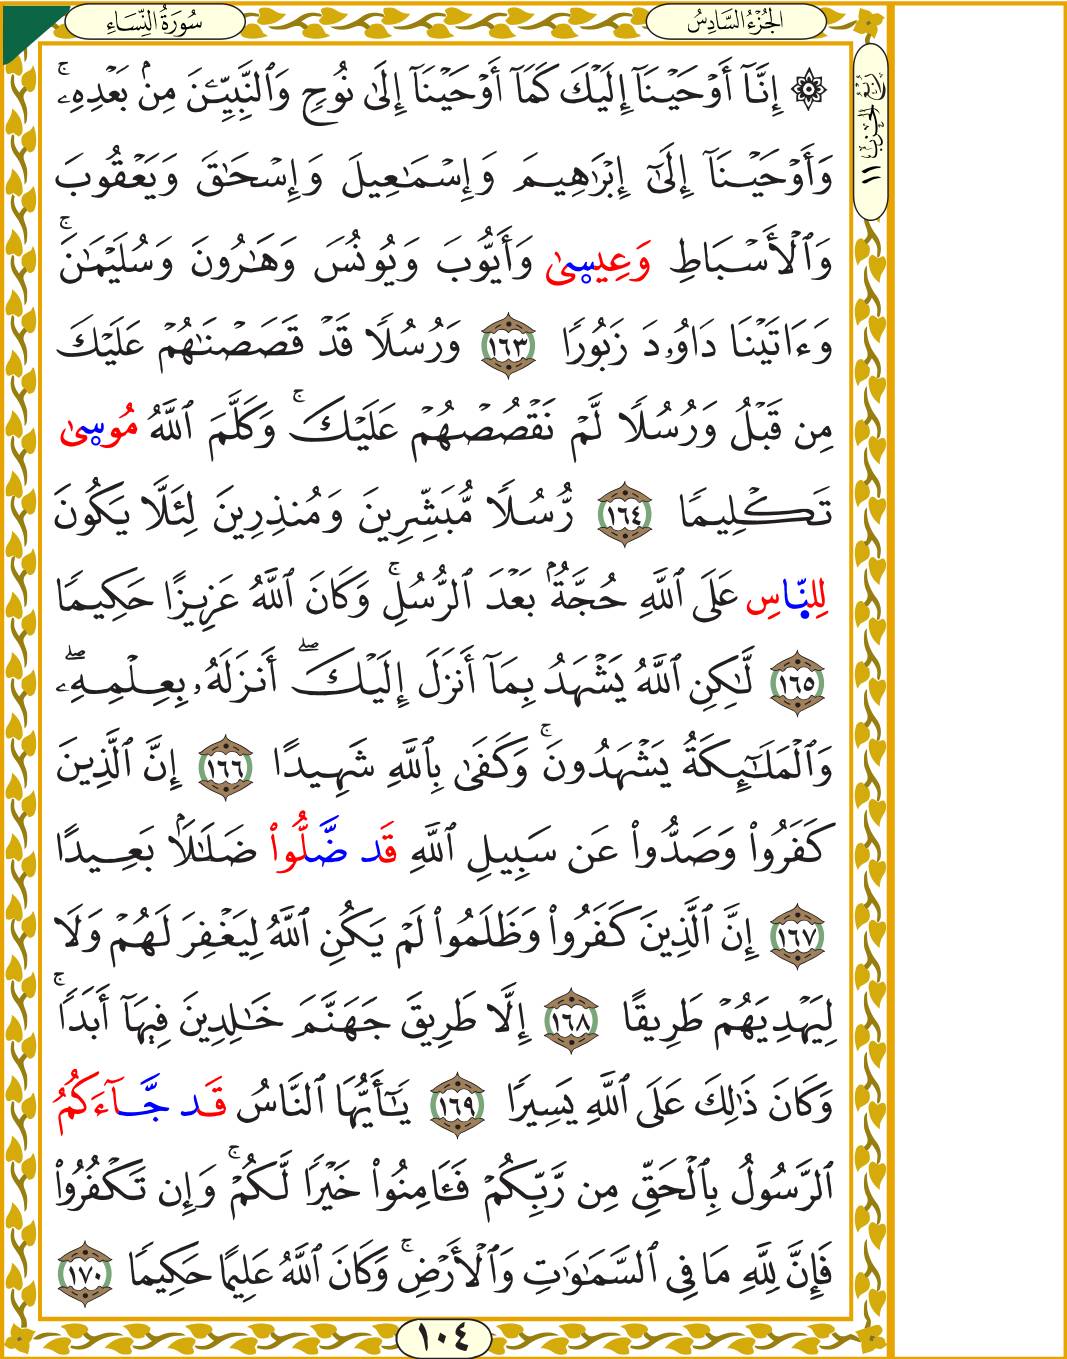 سُورَةُ النِّسَاءِ
الجُزْءُ السَّادِسُ
رُبْعُ الحِزْبِ ١١
۞ إِنَّآ أَوْحَيْنَآ إِلَيْكَ كَمَآ أَوْحَيْنَآ إِلَىٰ نُوحٍ وَٱلنَّبِيِّـۧنَ مِنۢ بَعْدِهِۦۚ
وَأَوْحَيْنَآ إِلَىٰٓ إِبْرَٰهِيمَ وَإِسْمَـٰعِيلَ وَإِسْحَـٰقَ وَيَعْقُوبَ
وَٱلْأَسْبَاطِ وَعِيسٜىٰ وَأَيُّوبَ وَيُونُسَ وَهَـٰرُونَ وَسُلَيْمَـٰنَۚ
وَءَاتَيْنَا دَاوُۥدَ زَبُورًا ١٦٣ وَرُسُلًا قَدْ قَصَصْنَـٰهُمْ عَلَيْكَ
مِن قَبْلُ وَرُسُلًا لَّمْ نَقْصُصْهُمْ عَلَيْكَۚ وَكَلَّمَ ٱللَّهُ مُوسٜىٰ
تَكْلِيمًا ١٦٤ رُّسُلًا مُّبَشِّرِينَ وَمُنذِرِينَ لِئَلَّا يَكُونَ
لِلنّٜاسِ عَلَى ٱللَّهِ حُجَّةٌۢ بَعْدَ ٱلرُّسُلِۚ وَكَانَ ٱللَّهُ عَزِيزًا حَكِيمًا
١٦٥ لَّـٰكِنِ ٱللَّهُ يَشْهَدُ بِمَآ أَنزَلَ إِلَيْكَۖ أَنزَلَهُۥ بِعِلْمِهِۦۖ
وَٱلْمَلَـٰٓئِكَةُ يَشْهَدُونَۚ وَكَفَىٰ بِٱللَّهِ شَهِيدًا ١٦٦ إِنَّ ٱلَّذِينَ
كَفَرُوا۟ وَصَدُّوا۟ عَن سَبِيلِ ٱللَّهِ قَد ضَّلُّوا۟ ضَلَـٰلًۢا بَعِيدًا
١٦٧ إِنَّ ٱلَّذِينَ كَفَرُوا۟ وَظَلَمُوا۟ لَمْ يَكُنِ ٱللَّهُ لِيَغْفِرَ لَهُمْ وَلَا
لِيَهْدِيَهُمْ طَرِيقًا ١٦٨ إِلَّا طَرِيقَ جَهَنَّمَ خَـٰلِدِينَ فِيهَآ أَبَدًاۚ
وَكَانَ ذَٰلِكَ عَلَى ٱللَّهِ يَسِيرًا ١٦٩ يَـٰٓأَيُّهَا ٱلنَّاسُ قَد جَّآءَكُمُ
ٱلرَّسُولُ بِٱلْحَقِّ مِن رَّبِّكُمْ فَـَٔامِنُوا۟ خَيْرًا لَّكُمْۚ وَإِن تَكْفُرُوا۟
فَإِنَّ لِلَّهِ مَا فِى ٱلسَّمَـٰوَٰتِ وَٱلْأَرْضِۚ وَكَانَ ٱللَّهُ عَلِيمًا حَكِيمًا ١٧٠
١٠٤